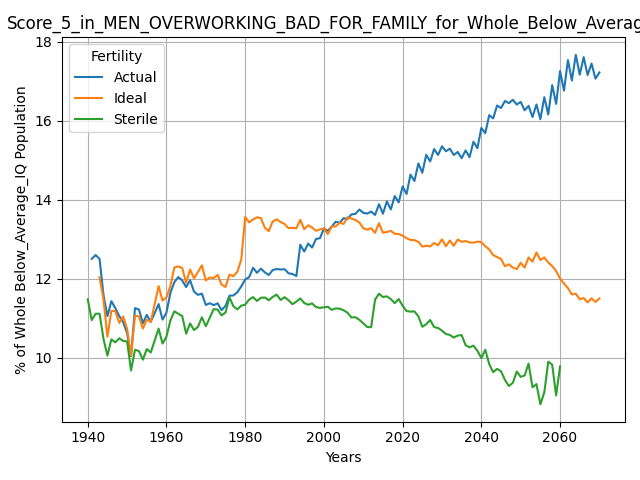 Score_5_in_MEN_OVERWORKING_BAD_FOR_FAMILY_for_Whole_Below_Averag
Fertility
Actual
Ideal
Sterile
% of Whole Below_Average_IQ Population
18
16
14
12
10
1940 1960 1980 2000 2020 2040 2060
Years